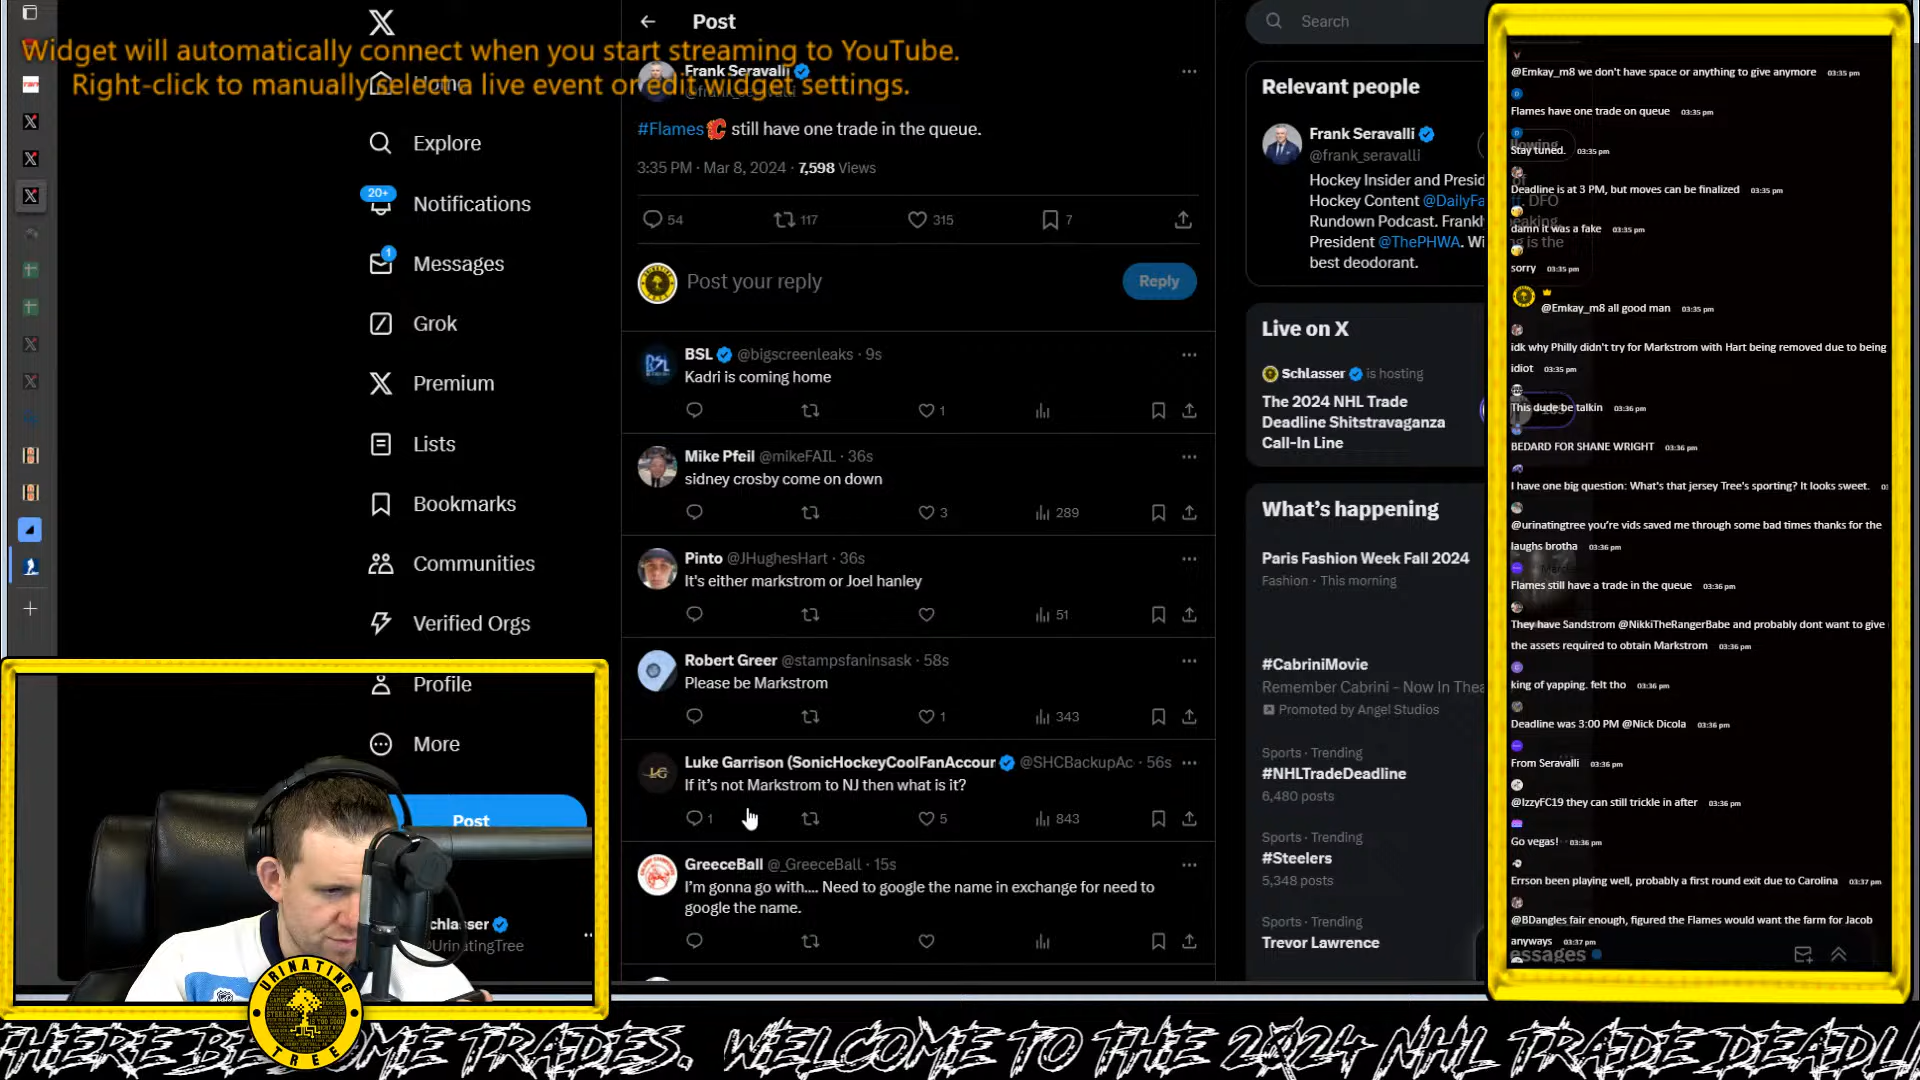 Widget will automatically connect when you start streaming to YouTube.
Right-click to manually select a live event or edit widget settings.
Home
Explore
20+
Notifications
1
Messages
Grok
Premium
Lists
Bookmarks
Communities
Verified Orgs
Profile
More
Post
@UrinatingTree
Post
Frank Seravalli
@frank_seravalli
#Flames still have one trade in the queue.
3:35 PM · Mar 8, 2024 · 7,598 Views
54 117 315 7
Post your reply
Reply
BSL @bigscreenleaks · 9s
Kadri is coming home
1
Mike Pfeil @mikeFAIL · 36s
sidney crosby come on down
3 289
Pinto @JHughesHart · 36s
It's either markstrom or Joel hanley
51
Robert Greer @stampsfaninsask · 58s
Please be Markstrom
1 343
Luke Garrison (SonicHockeyCoolFanAccour @SHCBackupAc · 56s
If it's not Markstrom to NJ then what is it?
1 5 843
GreeceBall @_GreeceBall · 15s
I'm gonna go with.... Need to google the name in exchange for need to
google the name.
Search
Relevant people
Frank Seravalli
@frank_seravalli
Hockey Insider and Presid
Hockey Content @DailyFa
Rundown Podcast. Frankl
President @ThePHWA. Wi
best deodorant.
Live on X
Schlasser is hosting
The 2024 NHL Trade
Deadline Shitstravaganza
Call-In Line
What's happening
Paris Fashion Week Fall 2024
Fashion · This morning
#CabriniMovie
Remember Cabrini – Now In Thea
Promoted by Angel Studios
Sports · Trending
#NHLTradeDeadline
6,480 posts
Sports · Trending
#Steelers
5,348 posts
Sports · Trending
Trevor Lawrence
@Emkay_m8 we don't have space or anything to give anymore 03:35 pm
Flames have one trade on queue 03:35 pm
Stay tuned. 03:35 pm
Deadline is at 3 PM, but moves can be finalized 03:35 pm
damn it was a fake 03:35 pm
sorry 03:35 pm
@Emkay_m8 all good man 03:35 pm
idk why Philly didn't try for Markstrom with Hart being removed due to being
idiot 03:35 pm
This dude be talkin 03:36 pm
BEDARD FOR SHANE WRIGHT 03:36 pm
I have one big question: What's that jersey Tree's sporting? It looks sweet.
@urinatingtree you're vids saved me through some bad times thanks for the
laughs brotha 03:36 pm
Flames still have a trade in the queue 03:36 pm
They have Sandstrom @NikkiTheRangerBabe and probably dont want to give
the assets required to obtain Markstrom 03:36 pm
king of yapping. felt tho 03:36 pm
Deadline was 3:00 PM @Nick Dicola 03:36 pm
From Seravalli 03:36 pm
@IzzyFC19 they can still trickle in after 03:36 pm
Go vegas! 03:36 pm
Errson been playing well, probably a first round exit due to Carolina 03:37 pm
@BDangles fair enough, figured the Flames would want the farm for Jacob
anyways 03:37 pm
essages
URINATING
TREE
THERE BE SOME TRADES. WELCOME TO THE 2024 NHL TRADE DEADLI